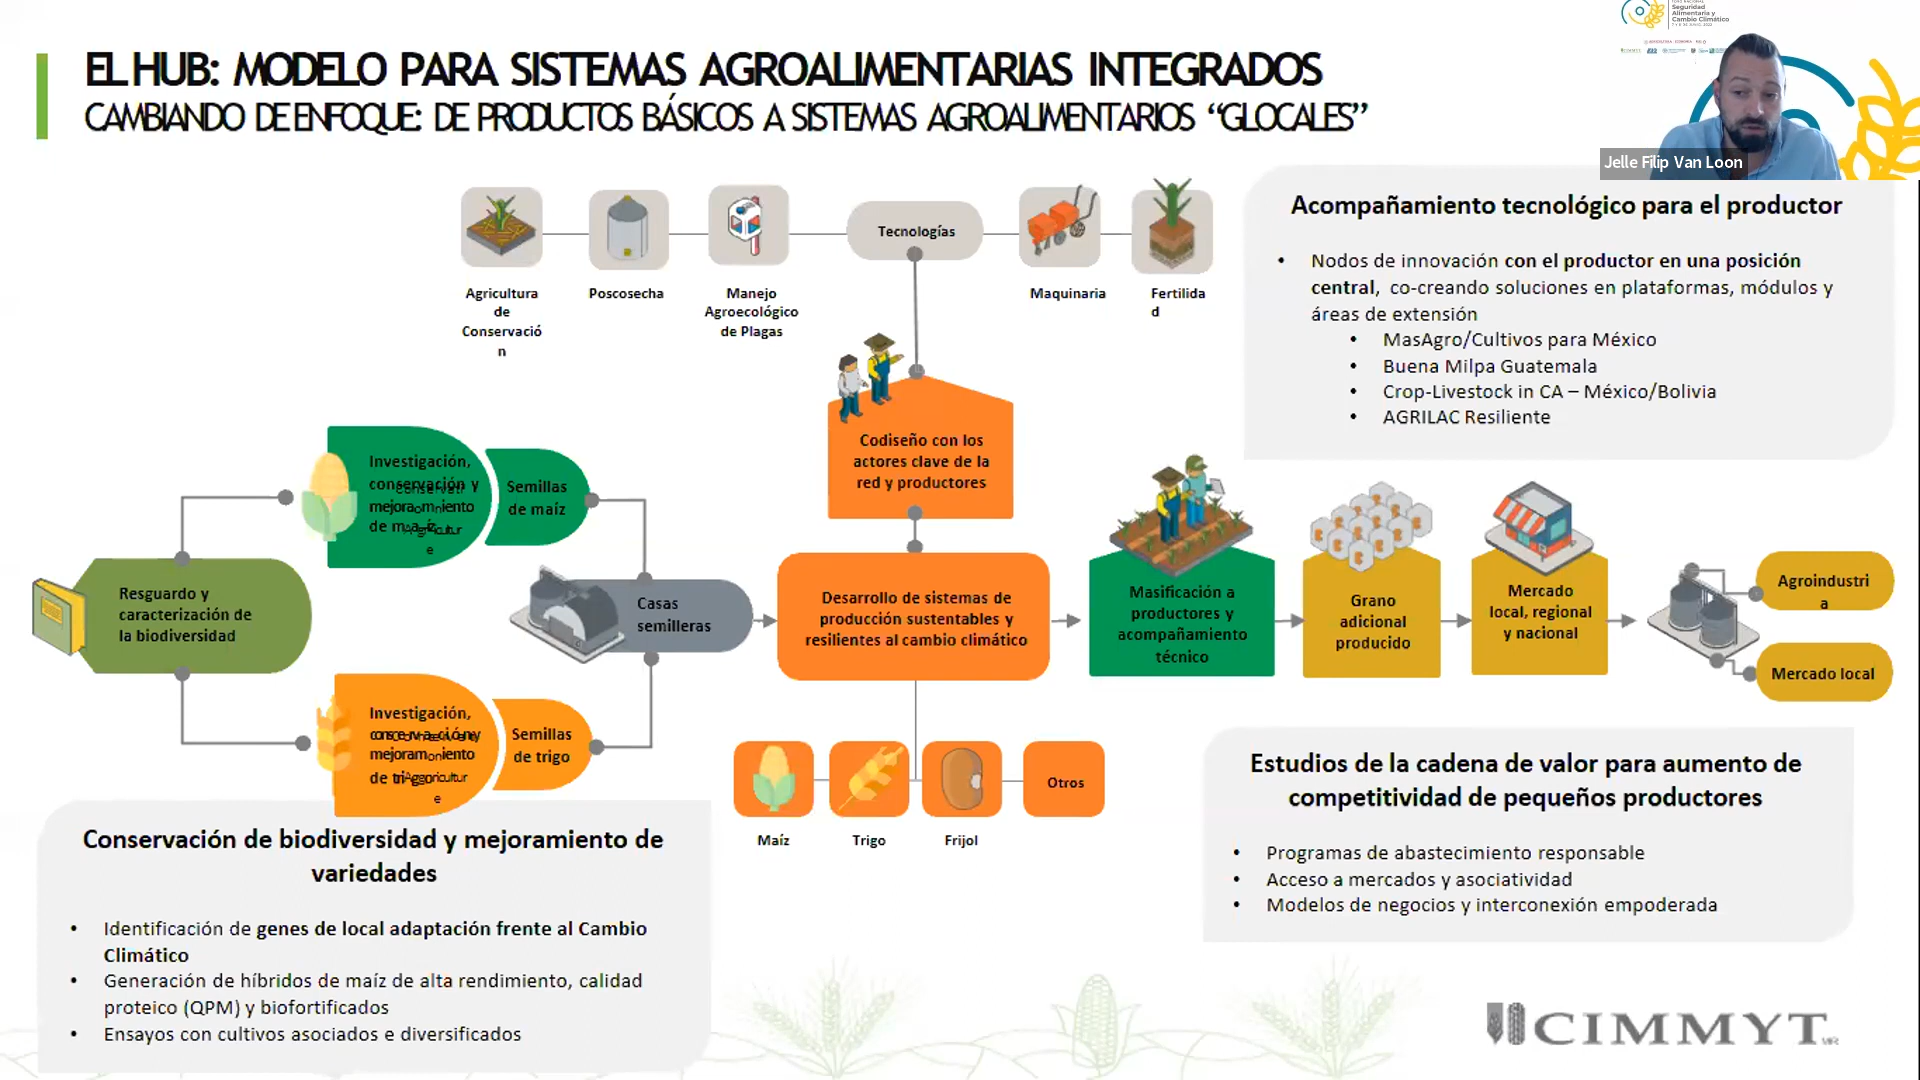 EL HUB: MODELO PARA SISTEMAS AGROALIMENTARIAS INTEGRADOS
CAMBIANDO DE ENFOQUE: DE PRODUCTOS BÁSICOS A SISTEMAS AGROALIMENTARIOS “GLOCALES”
Seguridad
Alimentaria y
Cambio Climático
Jelle Filip Van Loon
Tecnologías
Agricultura
de
Conservació
n
Poscosecha
Manejo
Agroecológico
de Plagas
Maquinaria
Fertilida
d
Acompañamiento tecnológico para el productor
• Nodos de innovación con el productor en una posición
central, co-creando soluciones en plataformas, módulos y
áreas de extensión
• MasAgro/Cultivos para México
• Buena Milpa Guatemala
• Crop-Livestock in CA – México/Bolivia
• AGRILAC Resiliente
Codiseño con los
actores clave de la
red y productores
Investigación,
conservación y
mejoramiento
de maíz
Semillas
de maíz
Resguardo y
caracterización de
la biodiversidad
Casas
semilleras
Desarrollo de sistemas de
producción sustentables y
resilientes al cambio climático
Masificación a
productores y
acompañamiento
técnico
Grano
adicional
producido
Mercado
local, regional
y nacional
Agroindustri
a
Mercado local
Investigación,
mejoramiento
de trigo
Semillas
de trigo
Maíz
Trigo
Frijol
Otros
Conservación de biodiversidad y mejoramiento de
variedades
• Identificación de genes de local adaptación frente al Cambio
Climático
• Generación de híbridos de maíz de alta rendimiento, calidad
proteico (QPM) y biofortificados
• Ensayos con cultivos asociados e diversificados
Estudios de la cadena de valor para aumento de
competitividad de pequeños productores
• Programas de abastecimiento responsable
• Acceso a mercados y asociatividad
• Modelos de negocios y interconexión empoderada
CIMMYT